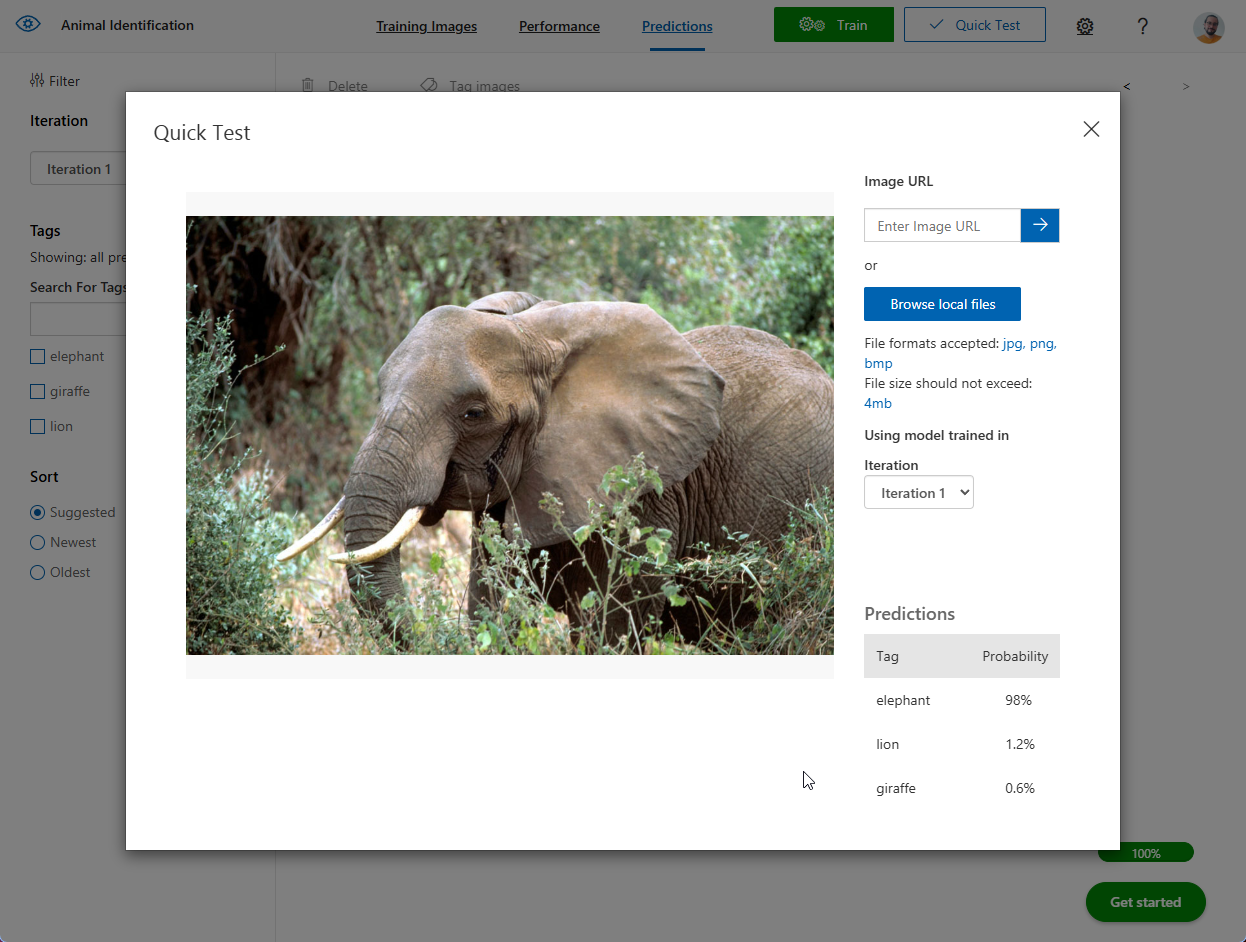 Animal Identification
Training Images
Performance
Predictions
Train
Quick Test
?
Filter
Delete
Tag images
<
>
Iteration
Iteration 1
Tags
Showing: all pre
Search For Tags
elephant
giraffe
lion
Sort
Suggested
Newest
Oldest
Quick Test
Image URL
Enter Image URL
or
Browse local files
File formats accepted: jpg, png,
bmp
File size should not exceed:
4mb
Using model trained in
Iteration
Iteration 1
Predictions
Tag Probability
elephant 98%
lion 1.2%
giraffe 0.6%
100%
Get started